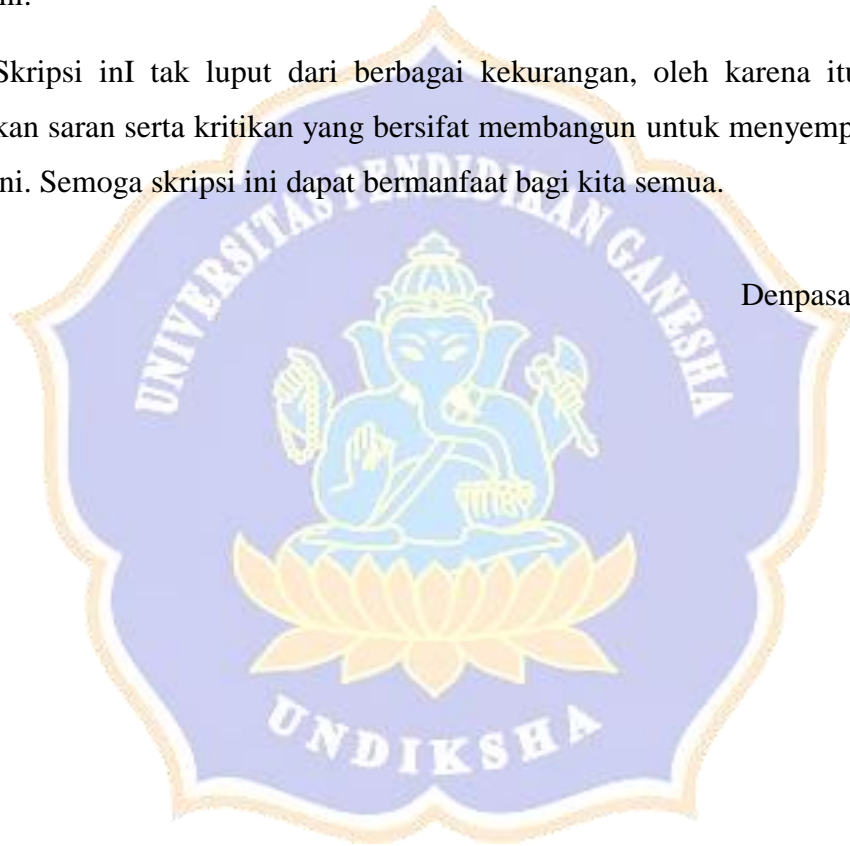 Skripsi inI tak luput dari berbagai kekurangan, oleh karena itu
kan saran serta kritikan yang bersifat membangun untuk menyemp
ni. Semoga skripsi ini dapat bermanfaat bagi kita semua.
UNIVERSITAS PENDIDIKAN GANESHA
Denpasa
UNDIKSHA